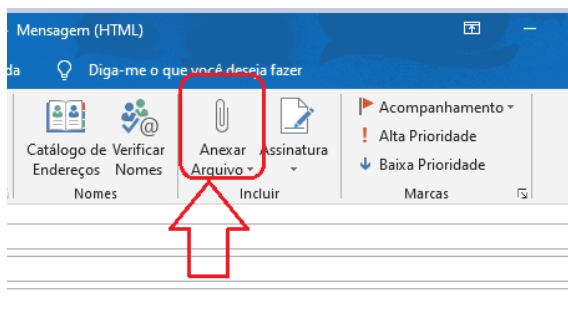 Mensagem (HTML)
da Diga-me o que você deseja fazer
Catálogo de Endereços
Verificar Nomes
Anexar Arquivo
Assinatura
Acompanhamento
Alta Prioridade
Baixa Prioridade
Nomes
Incluir
Marcas